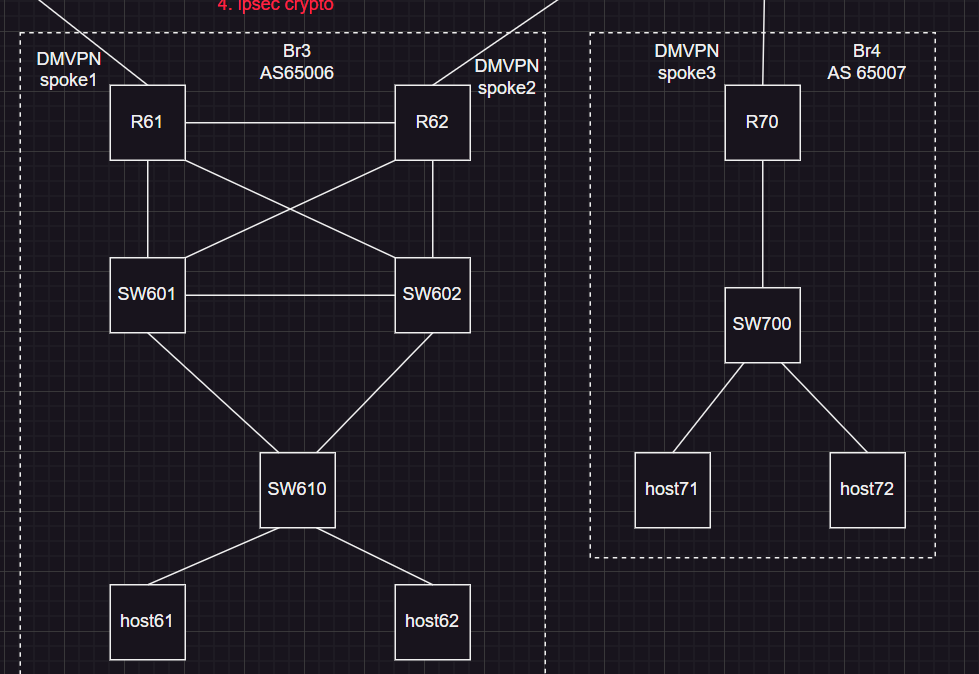 4. ipsec crypto
DMVPN
spoke1
Br3
AS65006
DMVPN
spoke2
DMVPN
spoke3
Br4
AS 65007
R61
R62
R70
SW601
SW602
SW700
SW610
host71
host72
host61
host62